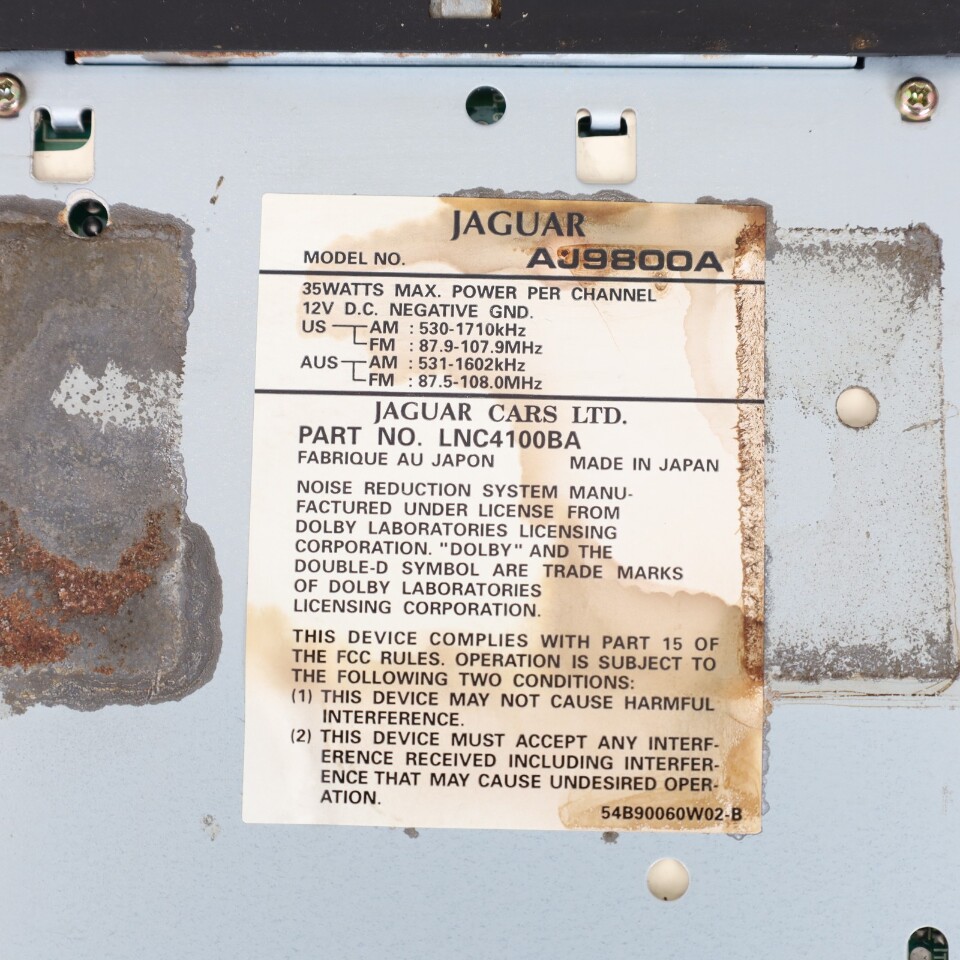 JAGUAR
MODEL NO. AJ9800A
35WATTS MAX. POWER PER CHANNEL
12V D.C. NEGATIVE GND.
US AM : 530-1710kHz
FM : 87.9-107.9MHz
AUS AM : 531-1602kHz
FM : 87.5-108.0MHz
JAGUAR CARS LTD.
PART NO. LNC4100BA
FABRIQUE AU JAPON MADE IN JAPAN
NOISE REDUCTION SYSTEM MANU-
FACTURED UNDER LICENSE FROM
DOLBY LABORATORIES LICENSING
CORPORATION. "DOLBY" AND THE
DOUBLE-D SYMBOL ARE TRADE MARKS
OF DOLBY LABORATORIES
LICENSING CORPORATION.
THIS DEVICE COMPLIES WITH PART 15 OF
THE FCC RULES. OPERATION IS SUBJECT TO
THE FOLLOWING TWO CONDITIONS:
(1) THIS DEVICE MAY NOT CAUSE HARMFUL
INTERFERENCE.
(2) THIS DEVICE MUST ACCEPT ANY INTERF-
ERENCE RECEIVED INCLUDING INTERFER-
ENCE THAT MAY CAUSE UNDESIRED OPER-
ATION.
54B90060W02-B